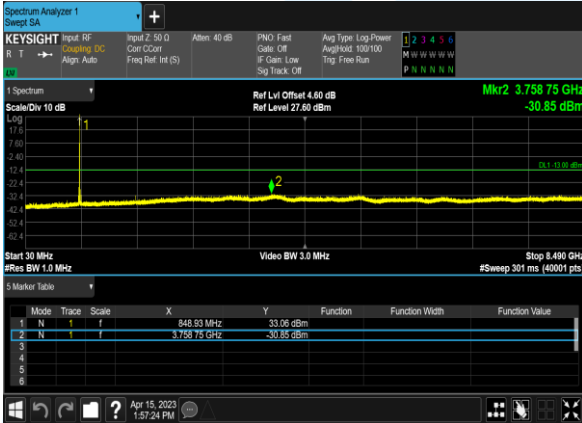 Spectrum Analyzer 1
Swept SA
KEYSIGHT
R T
LV
Input: RF
Coupling: DC
Align: Auto
Input Z: 50 Ω
Corr CCorr
Freq Ref: Int (S)
Atten: 40 dB
PNO: Fast
Gate: Off
IF Gain: Low
Sig Track: Off
Avg Type: Log-Power
Avg|Hold: 100/100
Trig: Free Run
1 2 3 4 5 6
M W W W W W
P N N N N N
1 Spectrum
Scale/Div 10 dB
Ref Lvl Offset 4.60 dB
Ref Level 27.60 dBm
Mkr2 3.758 75 GHz
-30.85 dBm
Log
17.6
7.60
-2.40
-12.4
-22.4
-32.4
-42.4
-52.4
-62.4
1
2
DL1 -13.00 dBm
Start 30 MHz
#Res BW 1.0 MHz
Video BW 3.0 MHz
Stop 8.490 GHz
#Sweep 301 ms (40001 pts
5 Marker Table
Mode Trace Scale X Y Function Function Width Function Value
1 N 1 f 848.93 MHz 33.06 dBm
2 N 1 f 3.758 75 GHz -30.85 dBm
3
4
5
6
?
Apr 15, 2023
1:57:24 PM